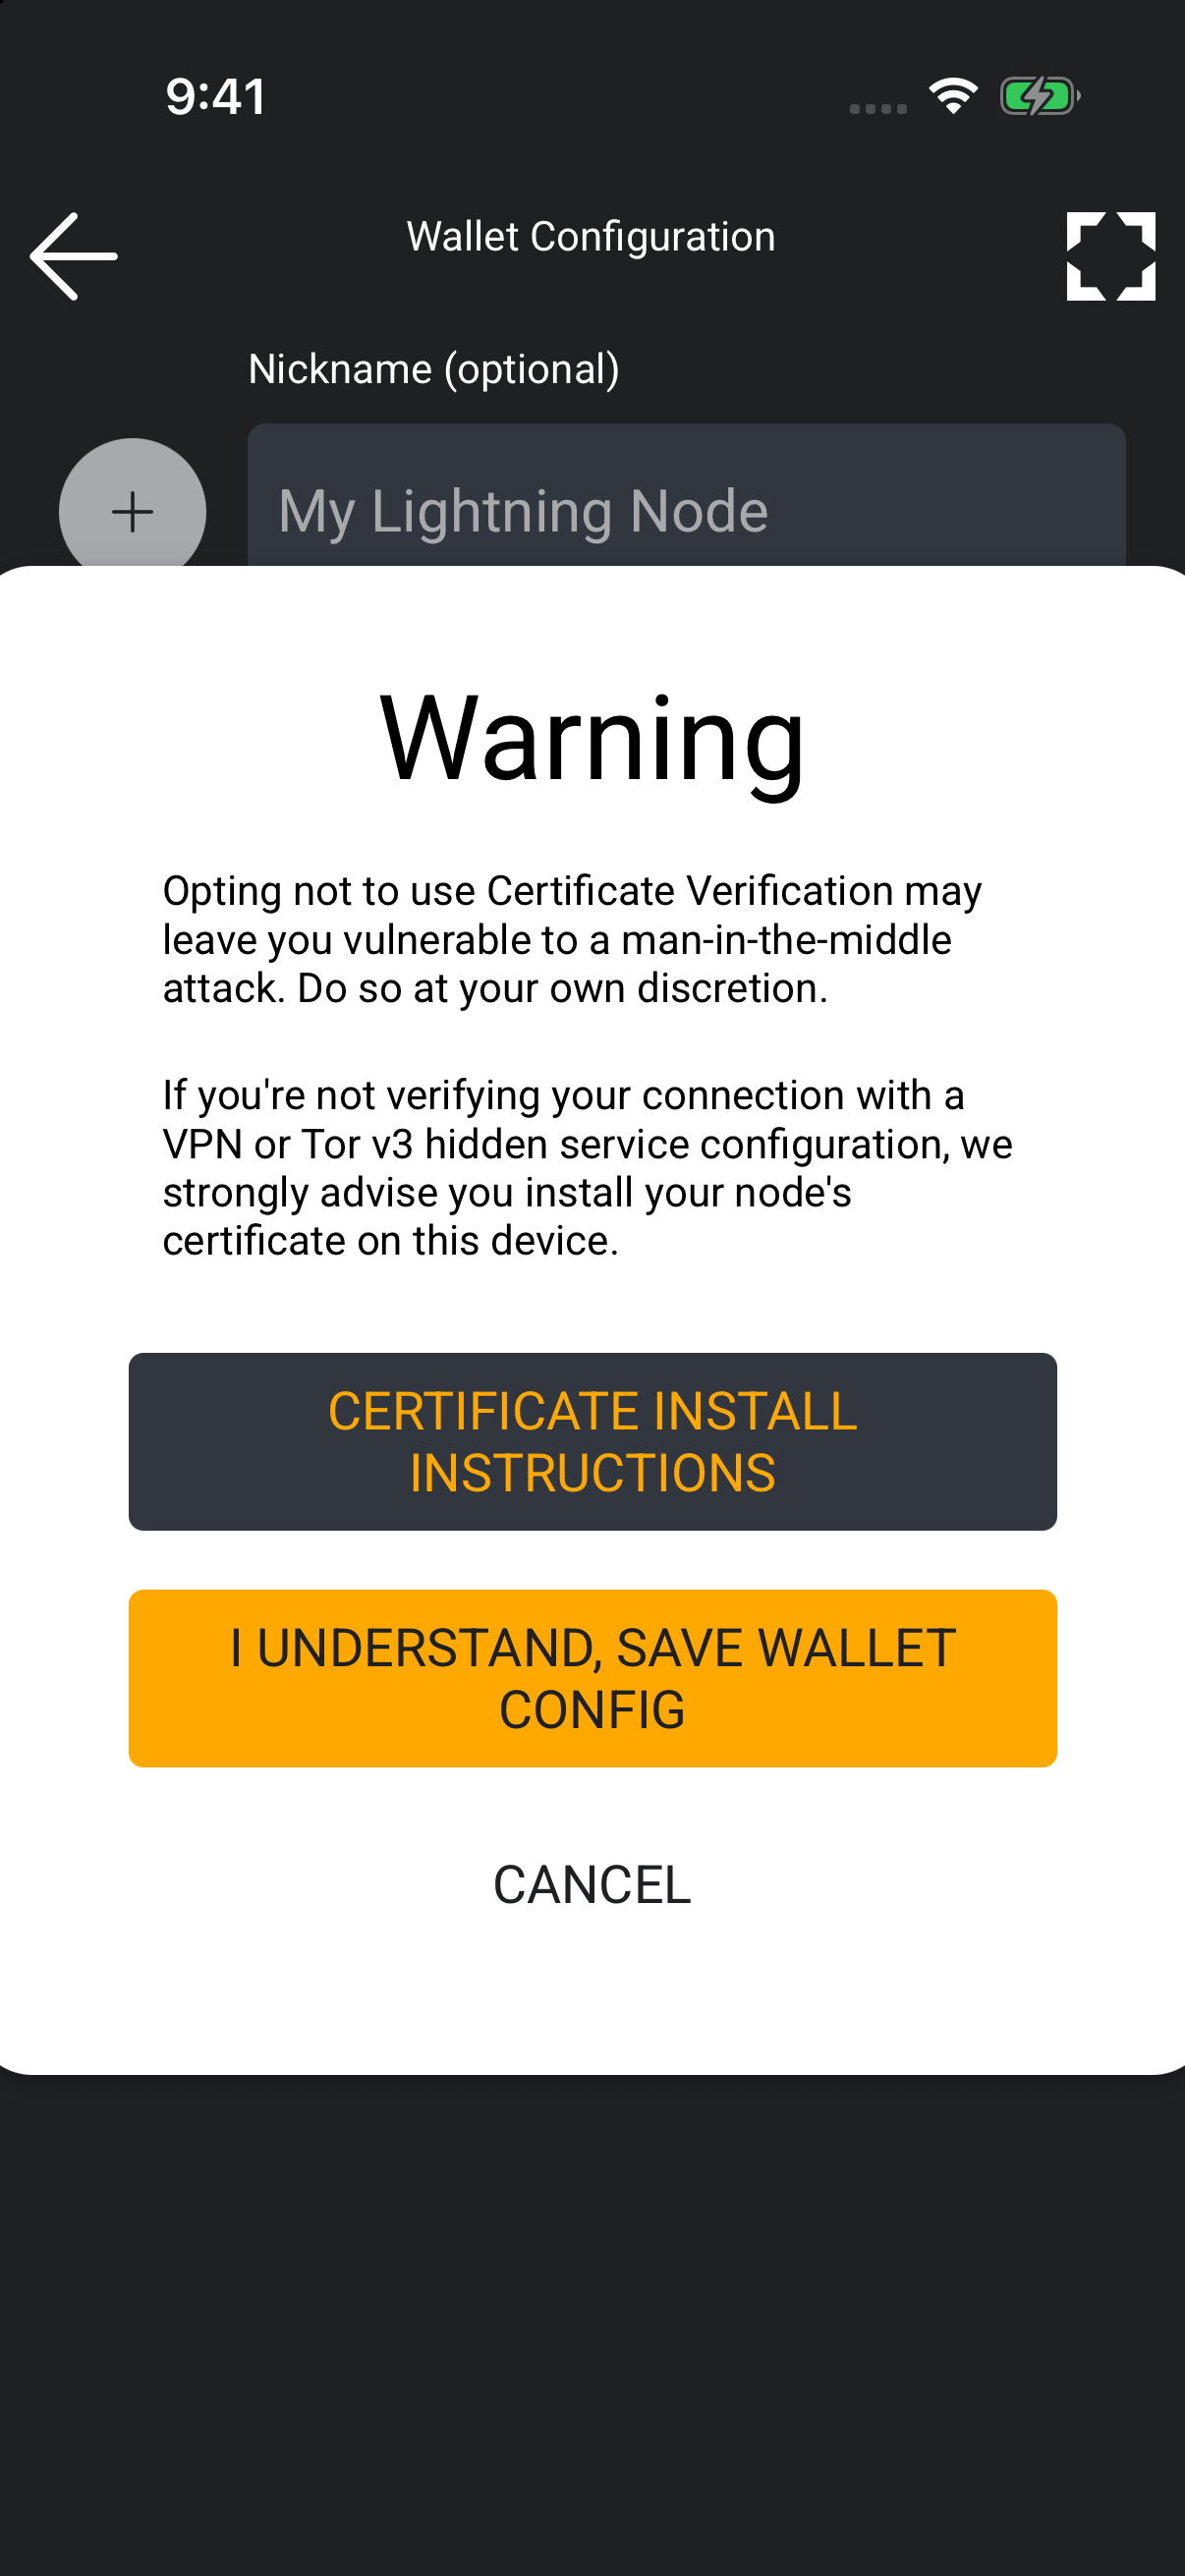 9:41
Wallet Configuration
Nickname (optional)
My Lightning Node
Warning
Opting not to use Certificate Verification may
leave you vulnerable to a man-in-the-middle
attack. Do so at your own discretion.
If you're not verifying your connection with a
VPN or Tor v3 hidden service configuration, we
strongly advise you install your node's
certificate on this device.
CERTIFICATE INSTALL
INSTRUCTIONS
I UNDERSTAND, SAVE WALLET
CONFIG
CANCEL